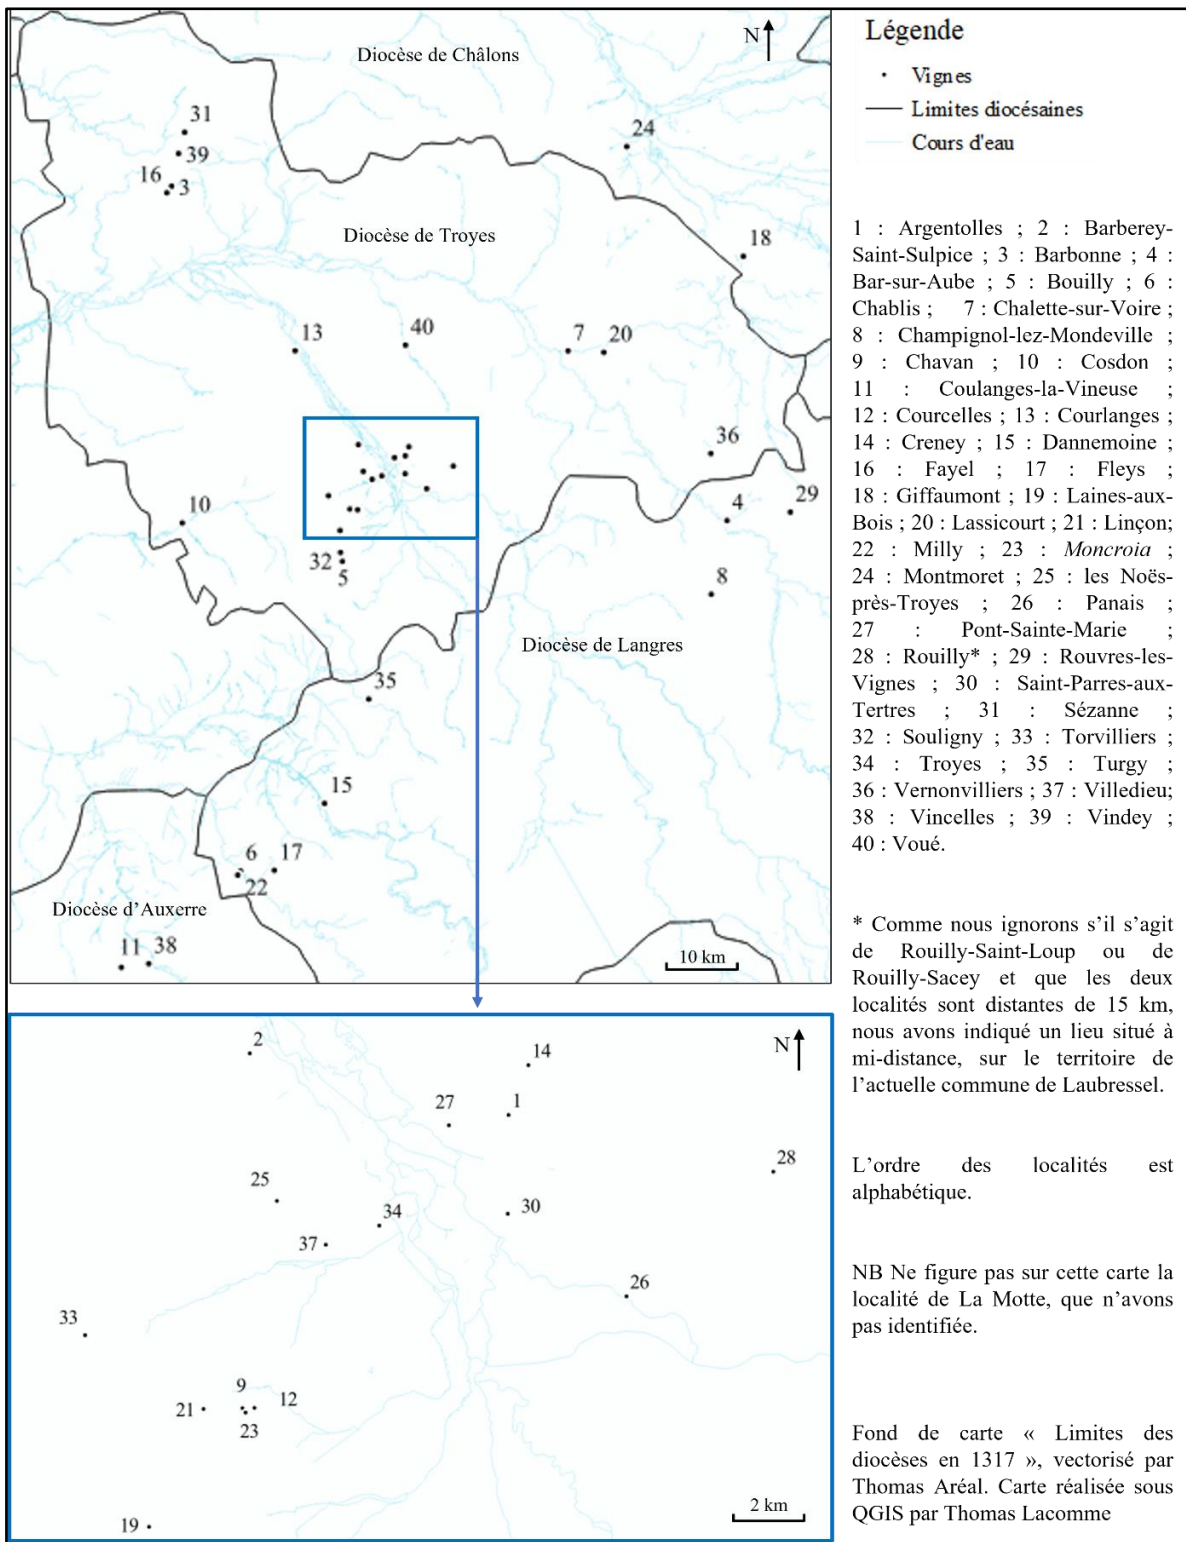 Diocèse de Châlons
N
31
24
39
16
3
Diocèse de Troyes
18
13
40
7
20
36
10
4
29
32
5
8
Diocèse de Langres
35
15
6
17
22
Diocèse d'Auxerre
11
38
10 km
2
N
14
27
1
28
25
34
30
37
26
33
9
21
12
23
19
2 km
Légende
Vignes
Limites diocésaines
Cours d'eau
1 : Argentolles ; 2 : Barberey-
Saint-Sulpice ; 3 : Barbonne ; 4 :
Bar-sur-Aube ; 5 : Bouilly ; 6 :
Chablis ; 7 : Chalette-sur-Voire ;
8 : Champignol-lez-Mondeville ;
9 : Chavan ; 10 : Cosdon ;
11 : Coulanges-la-Vineuse ;
12 : Courcelles ; 13 : Courlanges ;
14 : Creney ; 15 : Dannemoine ;
16 : Fayel ; 17 : Fleys ;
18 : Giffaumont ; 19 : Laines-aux-
Bois ; 20 : Lassicourt ; 21 : Linçon;
22 : Milly ; 23 : Moncroia ;
24 : Montmoret ; 25 : les Noës-
près-Troyes ; 26 : Panais ;
27 : Pont-Sainte-Marie ;
28 : Rouilly* ; 29 : Rouvres-les-
Vignes ; 30 : Saint-Parres-aux-
Tertres ; 31 : Sézanne ;
32 : Souligny ; 33 : Torvilliers ;
34 : Troyes ; 35 : Turgy ;
36 : Vernonvilliers ; 37 : Villedieu;
38 : Vincelles ; 39 : Vindey ;
40 : Voué.
* Comme nous ignorons s'il s'agit
de Rouilly-Saint-Loup ou de
Rouilly-Sacey et que les deux
localités sont distantes de 15 km,
nous avons indiqué un lieu situé à
mi-distance, sur le territoire de
l'actuelle commune de Laubressel.
L'ordre des localités est
alphabétique.
NB Ne figure pas sur cette carte la
localité de La Motte, que n'avons
pas identifiée.
Fond de carte « Limites des
diocèses en 1317 », vectorisé par
Thomas Aréal. Carte réalisée sous
QGIS par Thomas Lacomme